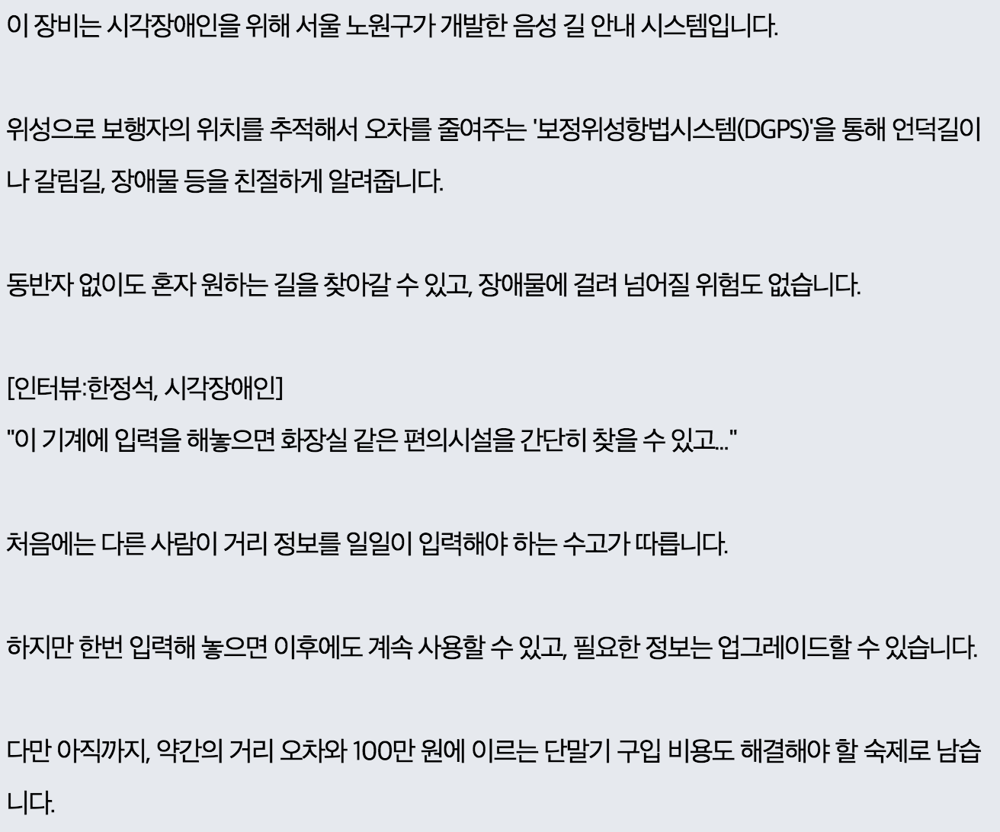 이 장비는 시각장애인을 위해 서울 노원구가 개발한 음성 길 안내 시스템입니다.
위성으로 보행자의 위치를 추적해서 오차를 줄여주는 '보정위성항법시스템(DGPS)'을 통해 언덕길이
나 갈림길, 장애물 등을 친절하게 알려줍니다.
동반자 없이도 혼자 원하는 길을 찾아갈 수 있고, 장애물에 걸려 넘어질 위험도 없습니다.
[인터뷰:한정석, 시각장애인]
"이 기계에 입력을 해놓으면 화장실 같은 편의시설을 간단히 찾을 수 있고..."
처음에는 다른 사람이 거리 정보를 일일이 입력해야 하는 수고가 따릅니다.
하지만 한번 입력해 놓으면 이후에도 계속 사용할 수 있고, 필요한 정보는 업그레이드할 수 있습니다.
다만 아직까지, 약간의 거리 오차와 100만 원에 이르는 단말기 구입 비용도 해결해야 할 숙제로 남습
니다.